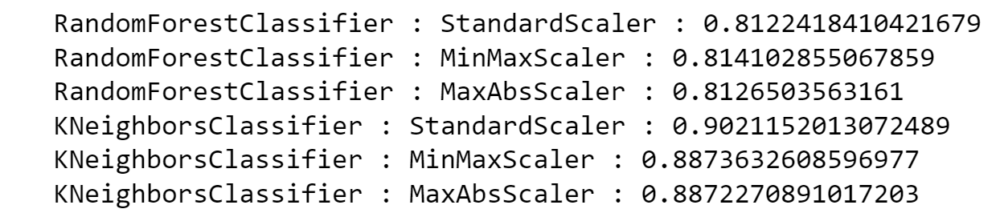 RandomForestClassifier : StandardScaler : 0.8122418410421679
RandomForestClassifier : MinMaxScaler : 0.814102855067859
RandomForestClassifier : MaxAbsScaler : 0.8126503563161
KNeighborsClassifier : StandardScaler : 0.9021152013072489
KNeighborsClassifier : MinMaxScaler : 0.8873632608596977
KNeighborsClassifier : MaxAbsScaler : 0.8872270891017203